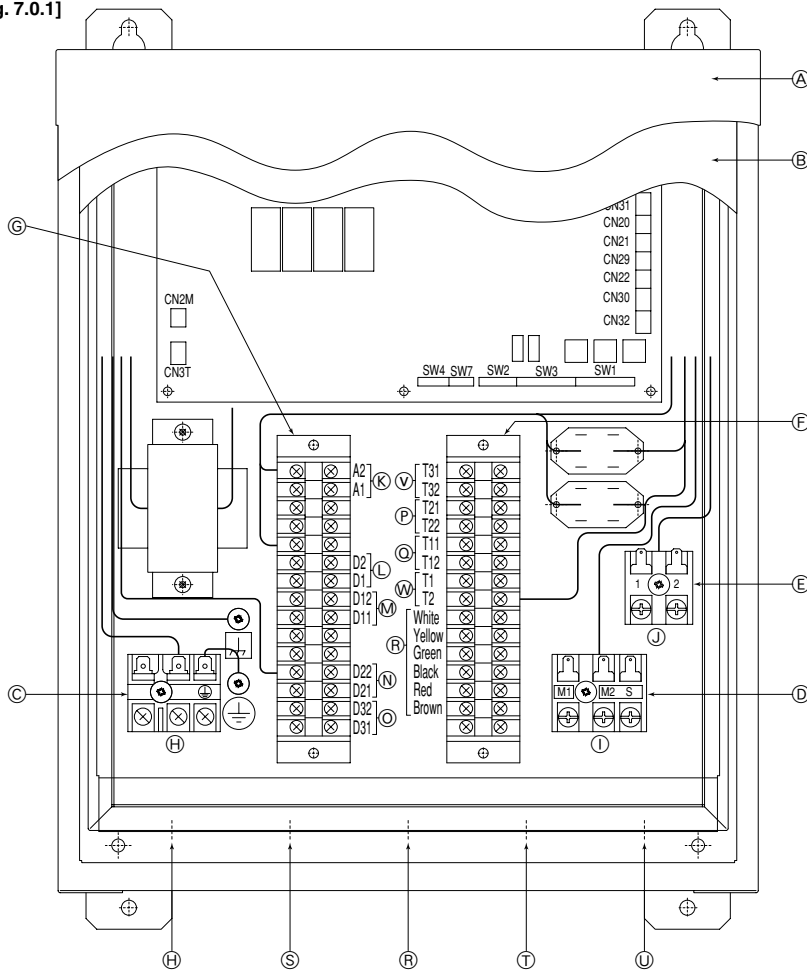 g. 7.0.1]
Ⓐ
Ⓑ
CN31
CN20
Ⓖ
CN21
CN29
CN22
CN2M
CN30
CN32
CN3T
SW4 SW7 SW2 SW3 SW1
Ⓕ
A2 Ⓚ Ⓥ T31
A1 T32
Ⓟ T21
T22
Ⓠ T11
D2 Ⓛ T12
D1 Ⓦ T1
D12 Ⓜ T2
D11 White
Yellow
Ⓡ Green
D22 Ⓝ Black
D21 Red
D32 Ⓞ Brown
D31
1 2 Ⓔ
Ⓙ
Ⓒ
M1 M2 S Ⓓ
Ⓗ
Ⓘ
Ⓗ Ⓢ Ⓡ Ⓣ Ⓤ